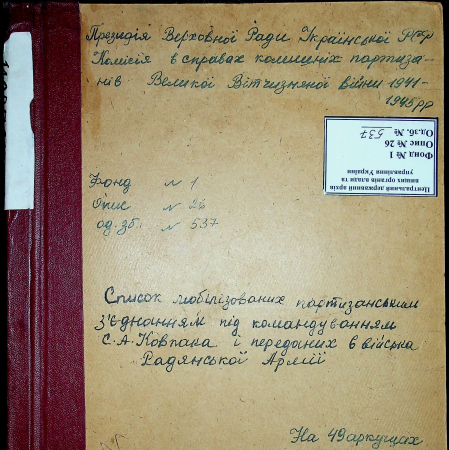 Президія Верховної Ради Української РСР
Комісія в справах колишніх партиза-
нів Великої Вітчизняної війни 1941-
1945 рр
Центральний державний архів
вищих органів влади та
управління України
Фонд № 1
Опис № 26
Од.зб. № 537
Фонд № 1
Опис № 26
од.зб. № 537
Список мобілізованих партизанським
з'єднанням під командуванням
С.А.Ковпака і переданих в війська
Радянської Армії
На 49 аркушах